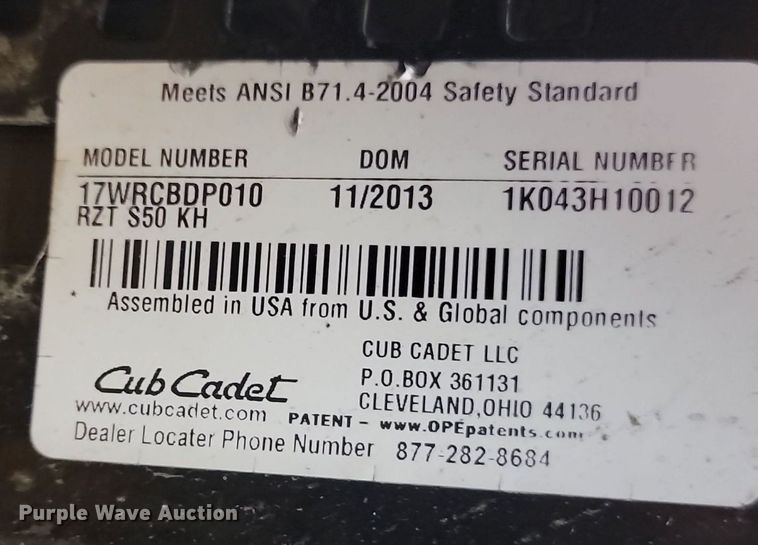 Meets ANSI B71.4-2004 Safety Standard
MODEL NUMBER DOM SERIAL NUMBER
17WRCBDP010 11/2013 1K043H10012
RZT S50 KH
Assembled in USA from U.S. & Global components
CUB CADET LLC
P.O.BOX 361131
CLEVELAND,OHIO 44136
Cub Cadet
www.cubcadet.com PATENT - www.OPEpatents.com
Dealer Locater Phone Number 877-282-8684
Purple Wave Auction